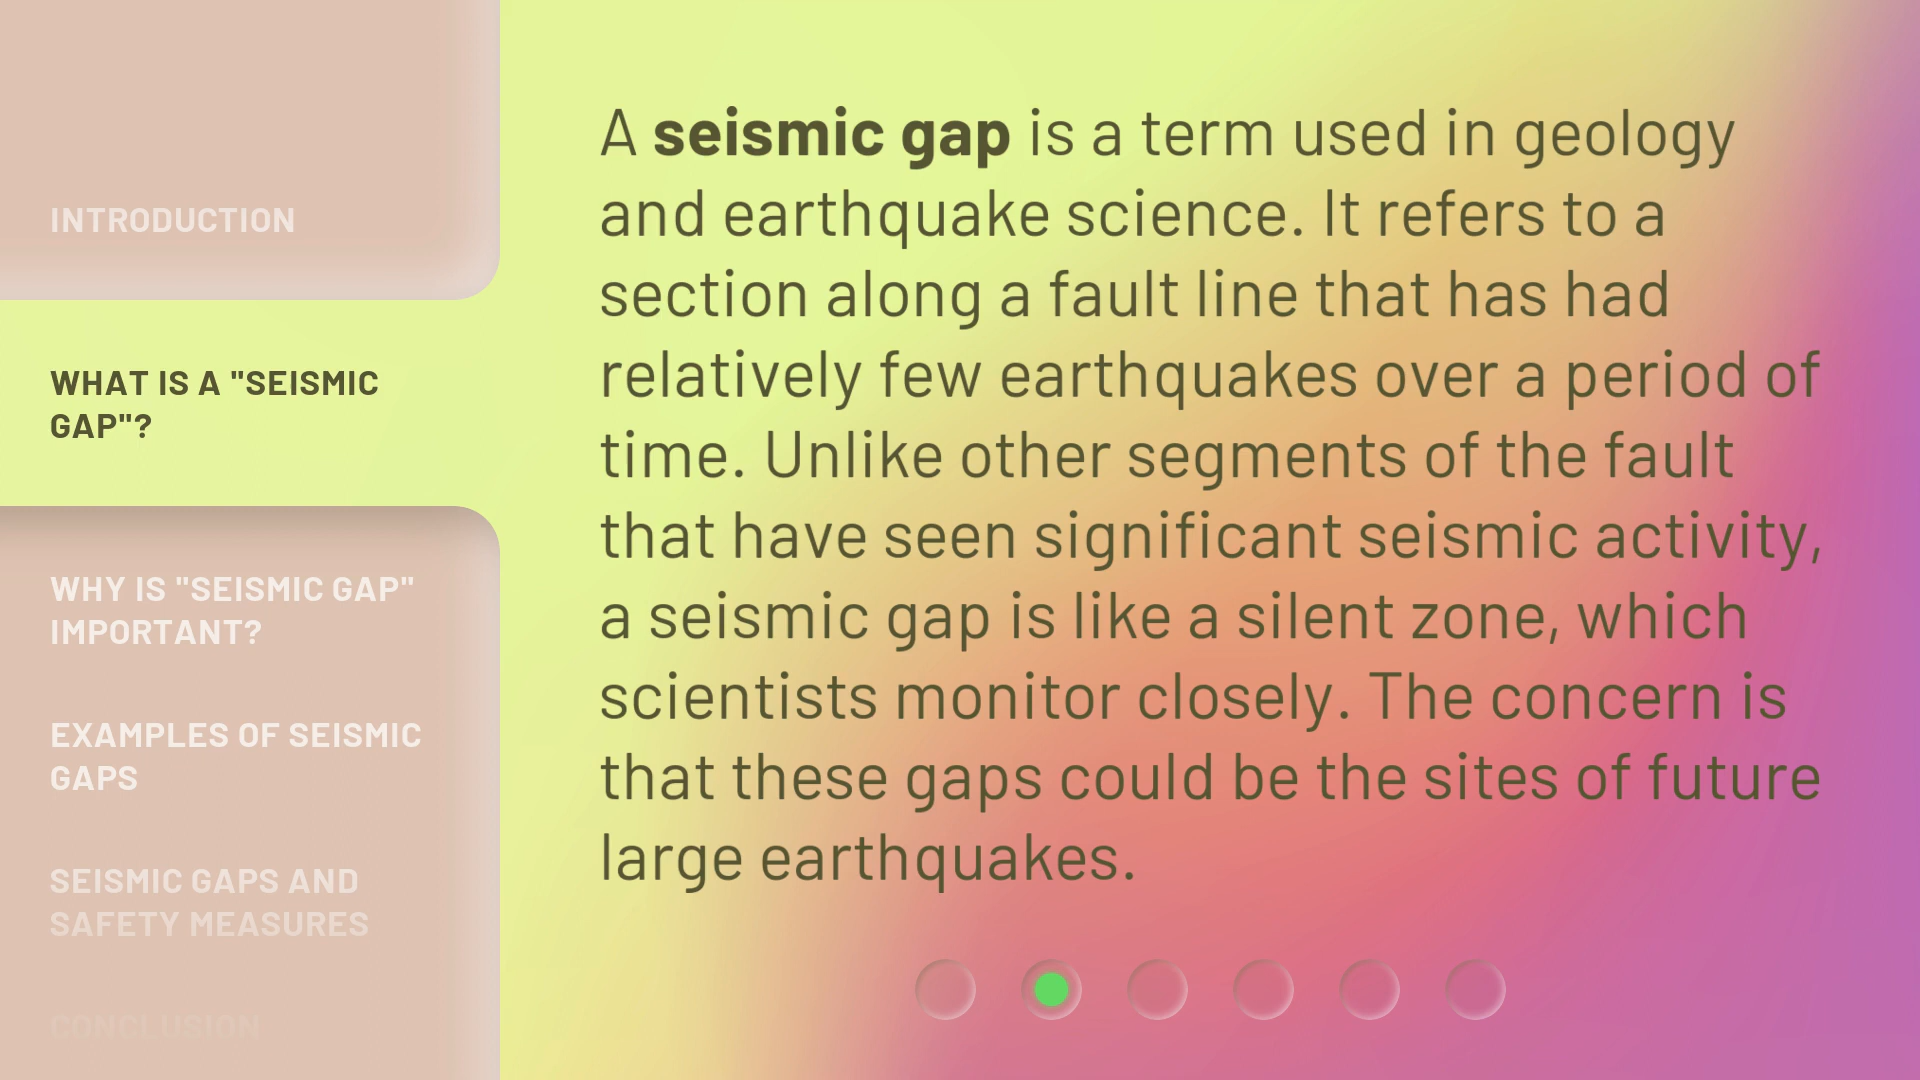 INTRODUCTION
WHAT IS A "SEISMIC
GAP"?
WHY IS "SEISMIC GAP"
IMPORTANT?
EXAMPLES OF SEISMIC
GAPS
SEISMIC GAPS AND
SAFETY MEASURES
CONCLUSION
A seismic gap is a term used in geology
and earthquake science. It refers to a
section along a fault line that has had
relatively few earthquakes over a period of
time. Unlike other segments of the fault
that have seen significant seismic activity,
a seismic gap is like a silent zone, which
scientists monitor closely. The concern is
that these gaps could be the sites of future
large earthquakes.